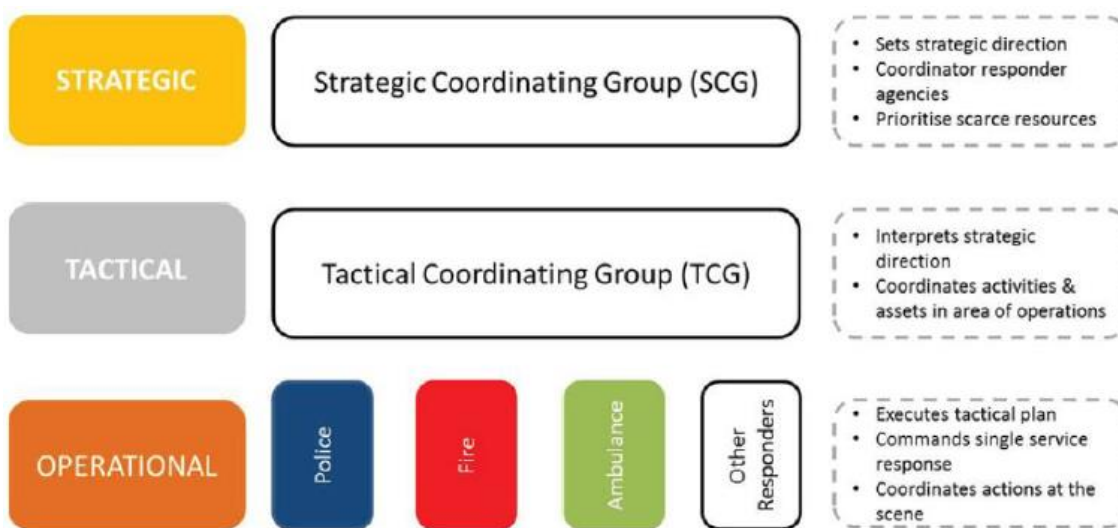 STRATEGIC
Strategic Coordinating Group (SCG)
• Sets strategic direction
• Coordinator responder
agencies
• Prioritise scarce resources
TACTICAL
Tactical Coordinating Group (TCG)
• Interprets strategic
direction
• Coordinates activities &
assets in area of operations
OPERATIONAL
Police
Fire
Ambulance
Other
Responders
• Executes tactical plan
• Commands single service
response
• Coordinates actions at the
scene